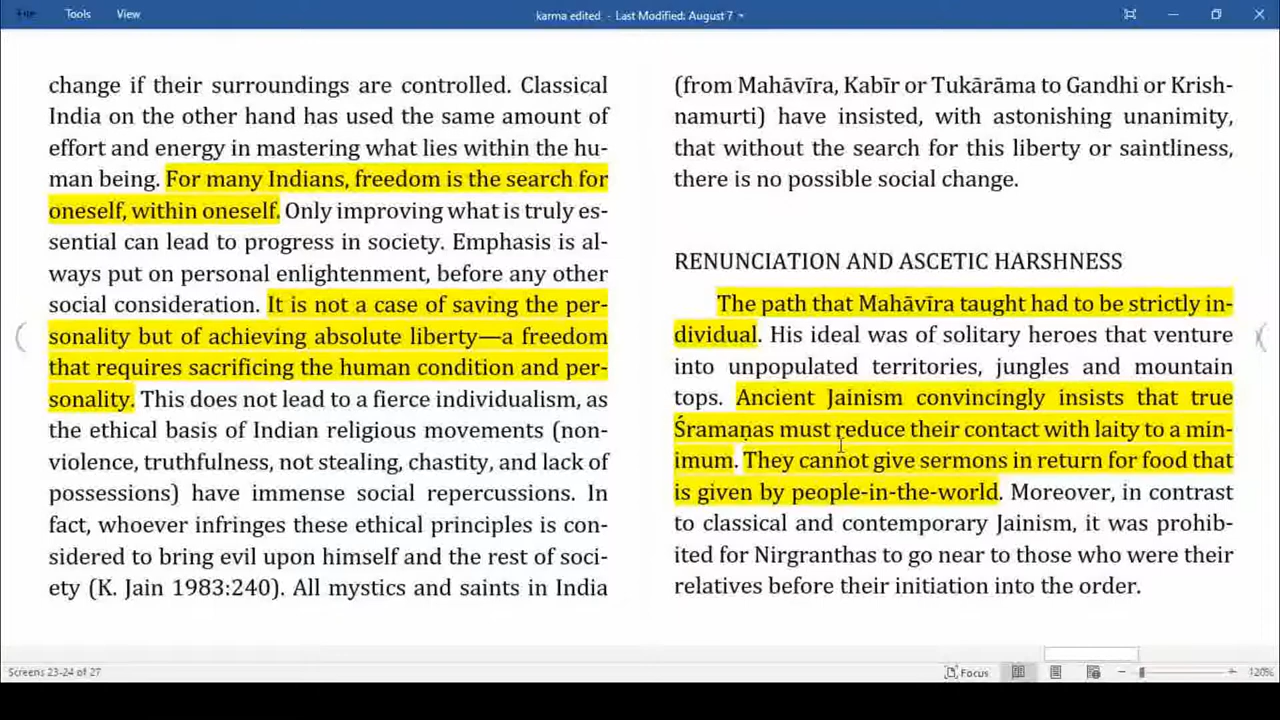 File Tools View karma edited - Last Modified: August 7
change if their surroundings are controlled. Classical
India on the other hand has used the same amount of
effort and energy in mastering what lies within the hu-
man being. For many Indians, freedom is the search for
oneself, within oneself. Only improving what is truly es-
sential can lead to progress in society. Emphasis is al-
ways put on personal enlightenment, before any other
social consideration. It is not a case of saving the per-
sonality but of achieving absolute liberty—a freedom
that requires sacrificing the human condition and per-
sonality. This does not lead to a fierce individualism, as
the ethical basis of Indian religious movements (non-
violence, truthfulness, not stealing, chastity, and lack of
possessions) have immense social repercussions. In
fact, whoever infringes these ethical principles is con-
sidered to bring evil upon himself and the rest of soci-
ety (K. Jain 1983:240). All mystics and saints in India
(from Mahāvīra, Kabīr or Tukārāma to Gandhi or Krish-
namurti) have insisted, with astonishing unanimity,
that without the search for this liberty or saintliness,
there is no possible social change.
RENUNCIATION AND ASCETIC HARSHNESS
The path that Mahāvīra taught had to be strictly in-
dividual. His ideal was of solitary heroes that venture
into unpopulated territories, jungles and mountain
tops. Ancient Jainism convincingly insists that true
Śramaṇas must reduce their contact with laity to a min-
imum. They cannot give sermons in return for food that
is given by people-in-the-world. Moreover, in contrast
to classical and contemporary Jainism, it was prohib-
ited for Nirgranthas to go near to those who were their
relatives before their initiation into the order.
Screens 23-24 of 27 Focus 120%